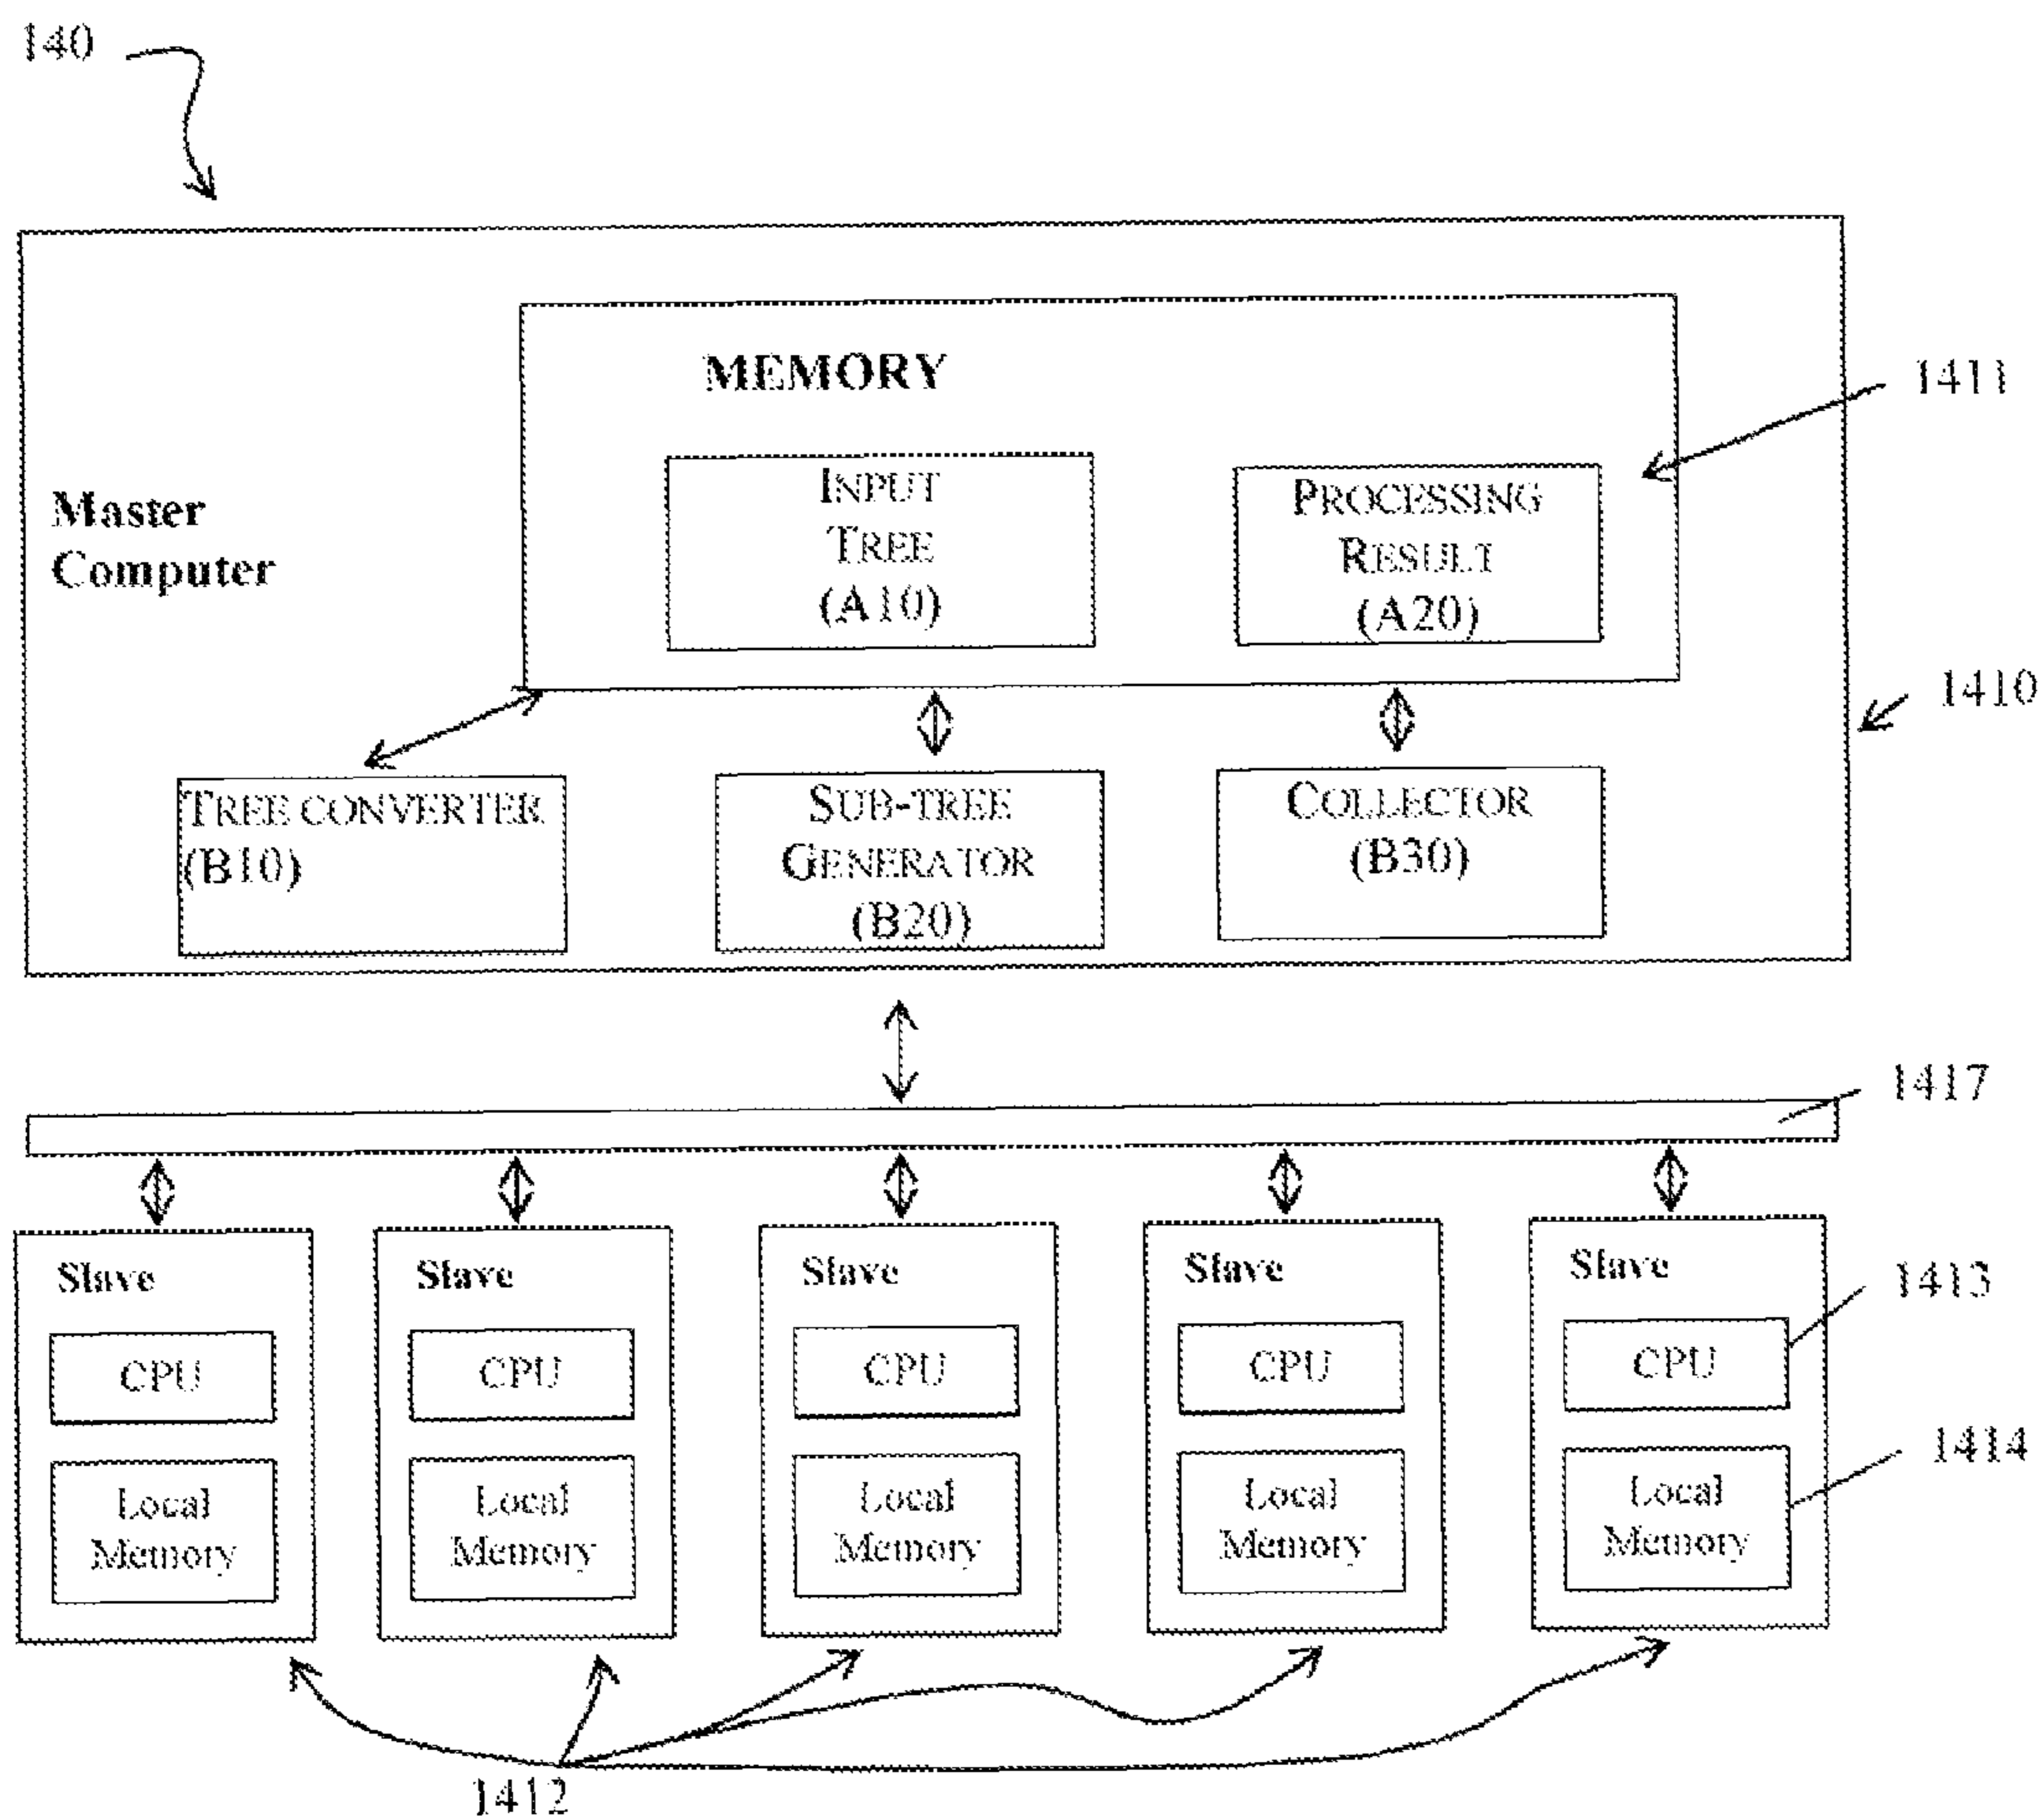 140
MEMORY
1411
INPUT
TREE
(A10)
PROCESSING
RESULT
(A20)
Master
Computer
1410
TREE CONVERTER
(B10)
SUB-TREE
GENERATOR
(B20)
COLLECTOR
(B30)
1417
Slave
CPU
Local
Memory
Slave
CPU
Local
Memory
Slave
CPU
Local
Memory
Slave
CPU
Local
Memory
Slave
CPU
Local
Memory
1413
1414
1412